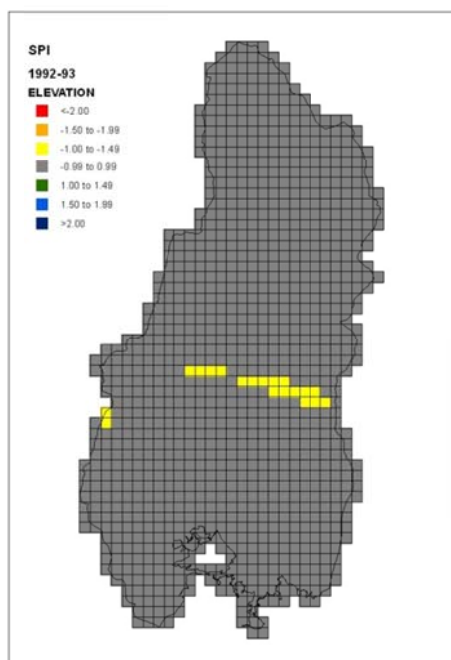 SPI
1992-93
ELEVATION
<-2.00
-1.50 to -1.99
-1.00 to -1.49
-0.99 to 0.99
1.00 to 1.49
1.50 to 1.99
>2.00